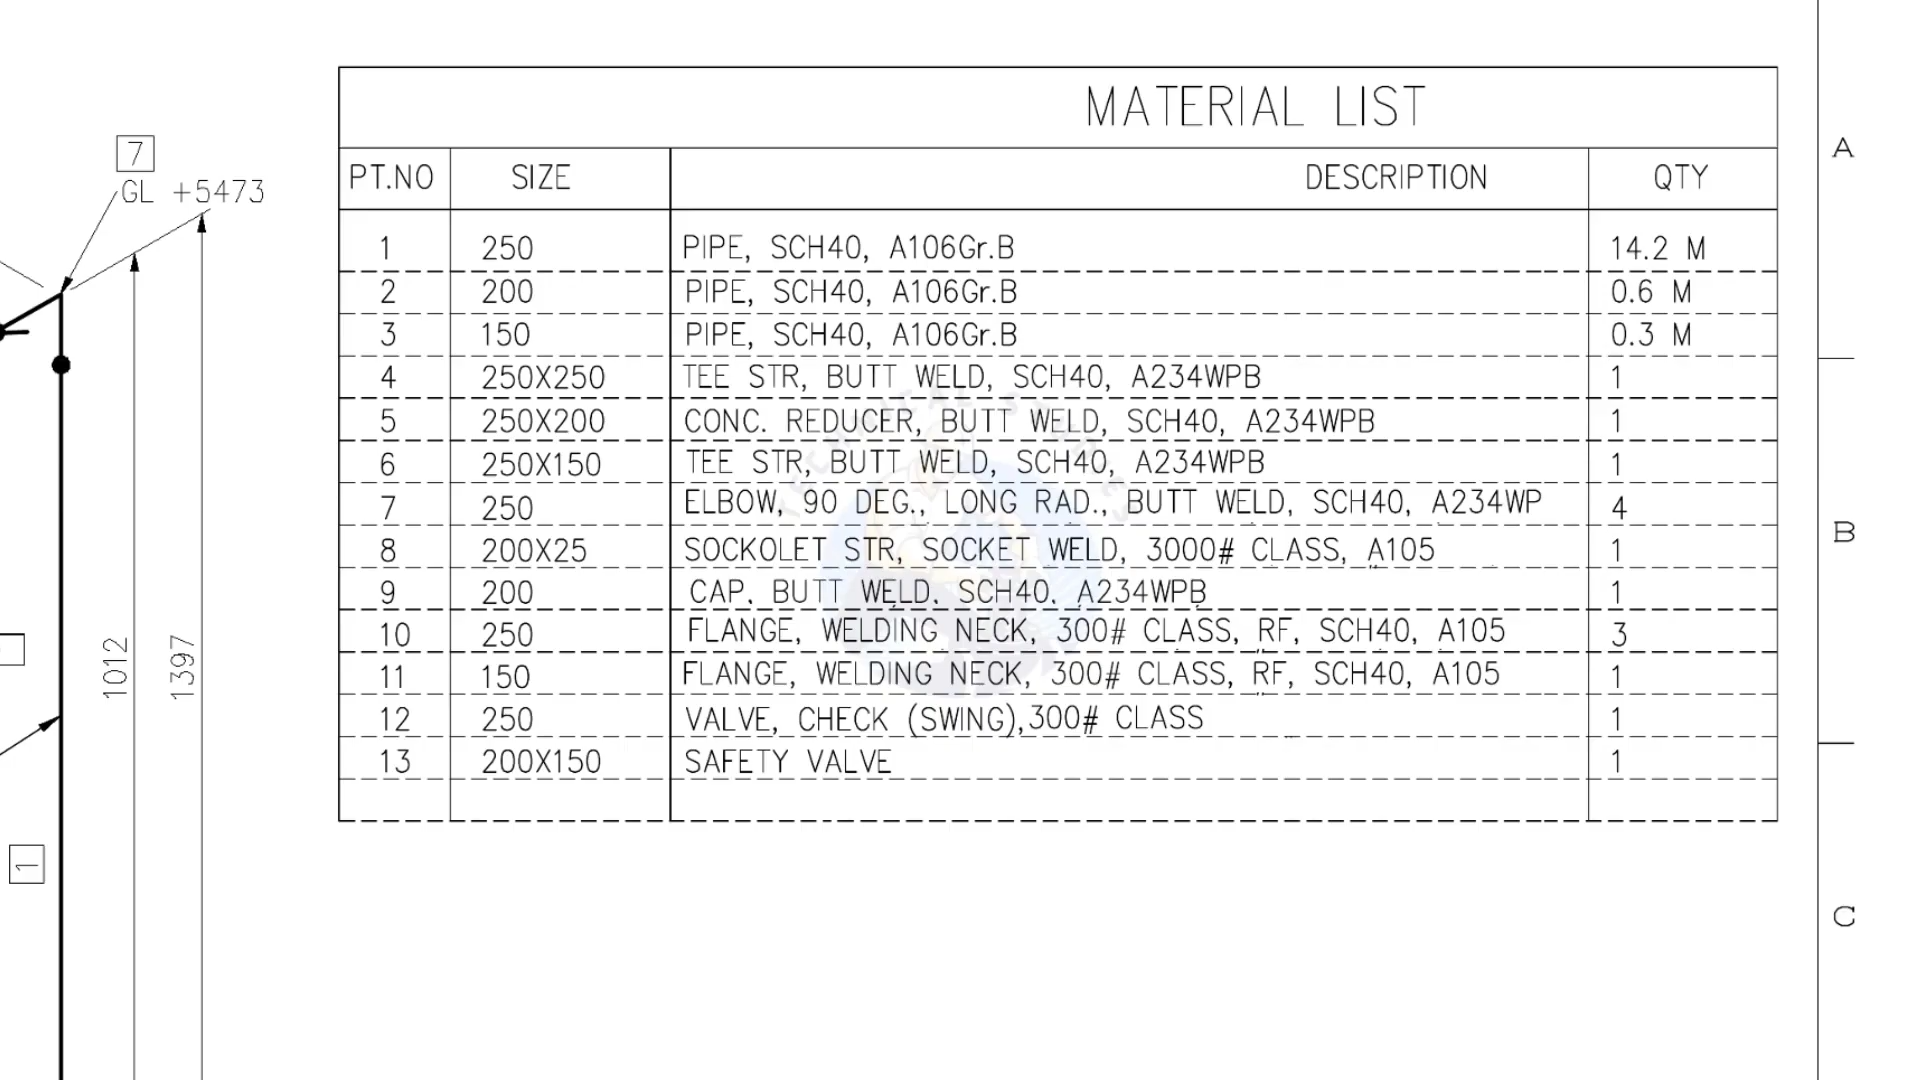 MATERIAL LIST
PT.NO SIZE DESCRIPTION QTY
1 250 PIPE, SCH40, A106Gr.B 14.2 M
2 200 PIPE, SCH40, A106Gr.B 0.6 M
3 150 PIPE, SCH40, A106Gr.B 0.3 M
4 250X250 TEE STR, BUTT WELD, SCH40, A234WPB 1
5 250X200 CONC. REDUCER, BUTT WELD, SCH40, A234WPB 1
6 250X150 TEE STR, BUTT WELD, SCH40, A234WPB 1
7 250 ELBOW, 90 DEG., LONG RAD., BUTT WELD, SCH40, A234WP 4
8 200X25 SOCKOLET STR, SOCKET WELD, 3000# CLASS, A105 1
9 200 CAP, BUTT WELD, SCH40, A234WPB 1
10 250 FLANGE, WELDING NECK, 300# CLASS, RF, SCH40, A105 3
11 150 FLANGE, WELDING NECK, 300# CLASS, RF, SCH40, A105 1
12 250 VALVE, CHECK (SWING),300# CLASS 1
13 200X150 SAFETY VALVE 1
7
GL +5473
1012
1397
1
A
B
C
TECHNICAL STUDIES